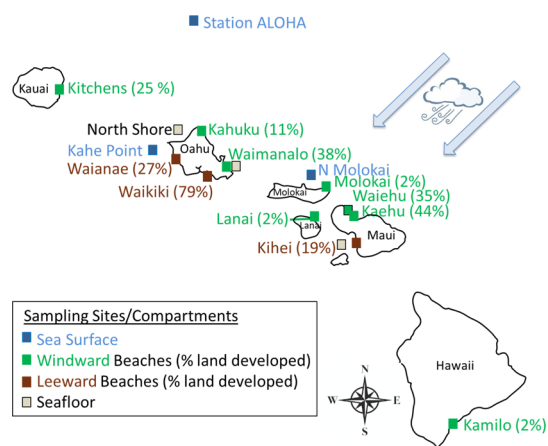 Station ALOHA
Kauai
Kitchens (25 %)
North Shore
Kahuku (11%)
Oahu
Kahe Point
Waimanalo (38%)
Waianae (27%)
N Molokai
Waikiki (79%)
Molokai (2%)
Molokai
Waiehu (35%)
Lanai (2%)
Kaehu (44%)
Lanai
Maui
Kihei (19%)
Sampling Sites/Compartments
Sea Surface
Windward Beaches (% land developed)
Leeward Beaches (% land developed)
Seafloor
Hawaii
N
W E
S
Kamilo (2%)